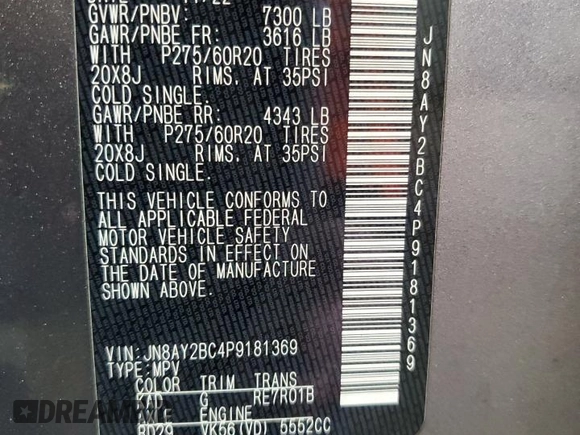 GVWR/PNBV: 7300 LB
GAWR/PNBE FR: 3616 LB
WITH P275/60R20 TIRES
20X8J RIMS. AT 35PSI
COLD SINGLE.
GAWR/PNBE RR: 4343 LB
WITH P275/60R20 TIRES
20X8J RIMS. AT 35PSI
COLD SINGLE.
THIS VEHICLE CONFORMS TO
ALL APPLICABLE FEDERAL
MOTOR VEHICLE SAFETY
STANDARDS IN EFFECT ON
THE DATE OF MANUFACTURE
SHOWN ABOVE.
VIN:JN8AY2BC4P9181369
TYPE:MPV
COLOR TRIM TRANS
KAD G RE7R01B
ENGINE
VK56(VD) 5552CC
JN8AY2BC4P9181369